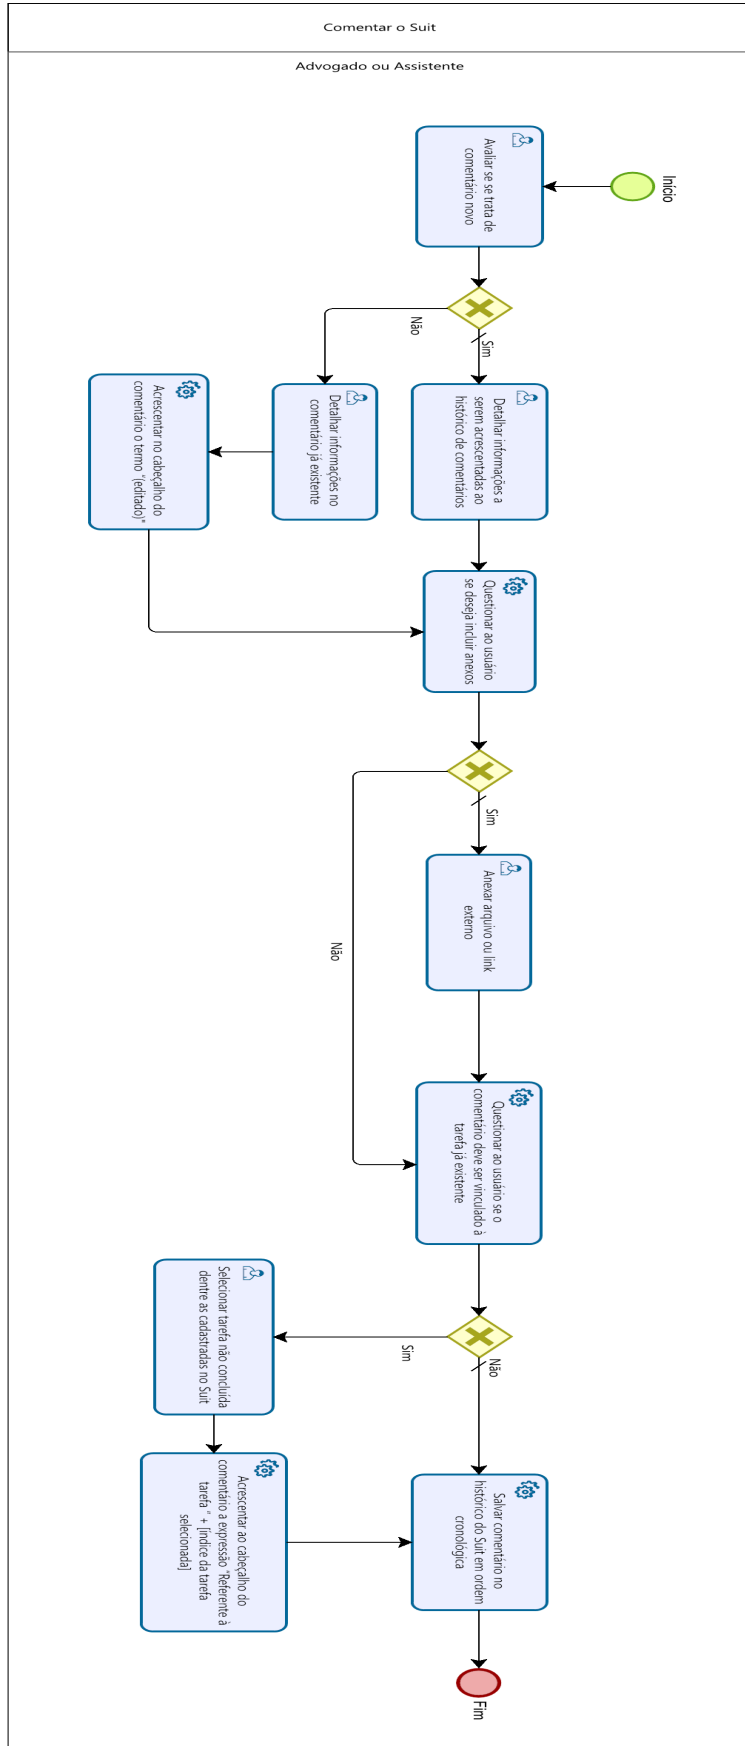 Comentar o Suit
Advogado ou Assistente
Início
Avaliar se se trata de
comentário novo
Sim
Não
Detalhar informações a
serem acrescentadas ao
histórico de comentários
Detalhar informações no
comentário já existente
Acrescentar no cabeçalho do
comentário o termo "(editado)"
Questionar ao usuário
se deseja incluir anexos
Sim
Não
Anexar arquivo ou link
externo
Questionar ao usuário se o
comentário deve ser vinculado à
tarefa já existente
Não
Sim
Selecionar tarefa não concluída
dentre as cadastradas no Suit
Acrescentar ao cabeçalho do
comentário a expressão "Referente à
tarefa " + [índice da tarefa
selecionada]
Salvar comentário no
histórico do Suit em ordem
cronológica
Fim